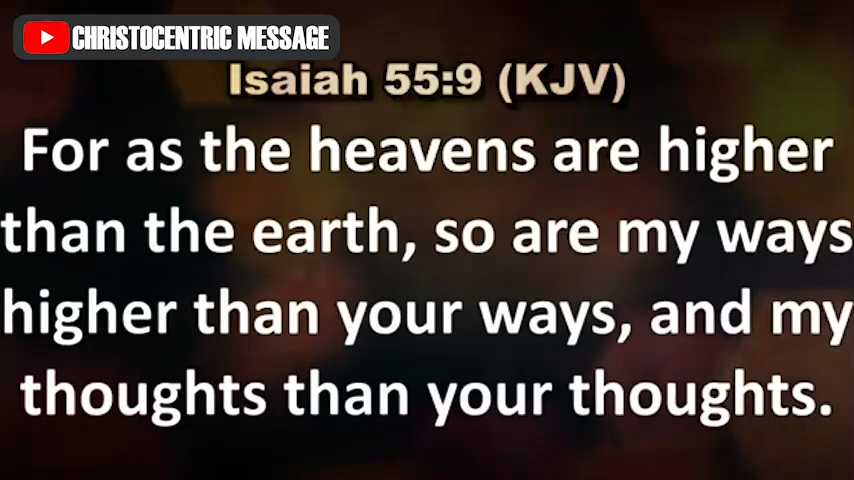 CHRISTOCENTRIC MESSAGE
Isaiah 55:9 (KJV)
For as the heavens are higher
than the earth, so are my ways
higher than your ways, and my
thoughts than your thoughts.